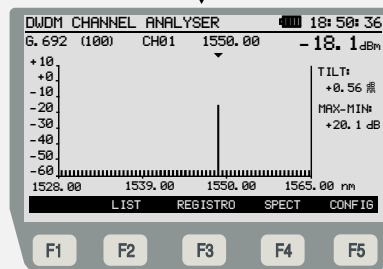 DWDM CHANNEL ANALYSER 18:50:36
G.692 (100) CH01 1550.00 -18.1dBm
+10
+0
-10
-20
-30
-40
-50
-60
TILT:
+0.56
MAX-MIN:
+20.1 dB
1528.00 1539.00 1550.00 1565.00 nm
LIST REGISTRO SPECT CONFIG
F1 F2 F3 F4 F5